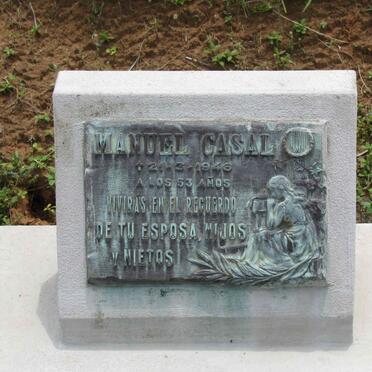 MANUEL CASAL
A LOS 53 AÑOS
VIVIRAS EN EL RECUERDO
DE TU ESPOSA, HIJOS
Y NIETOS